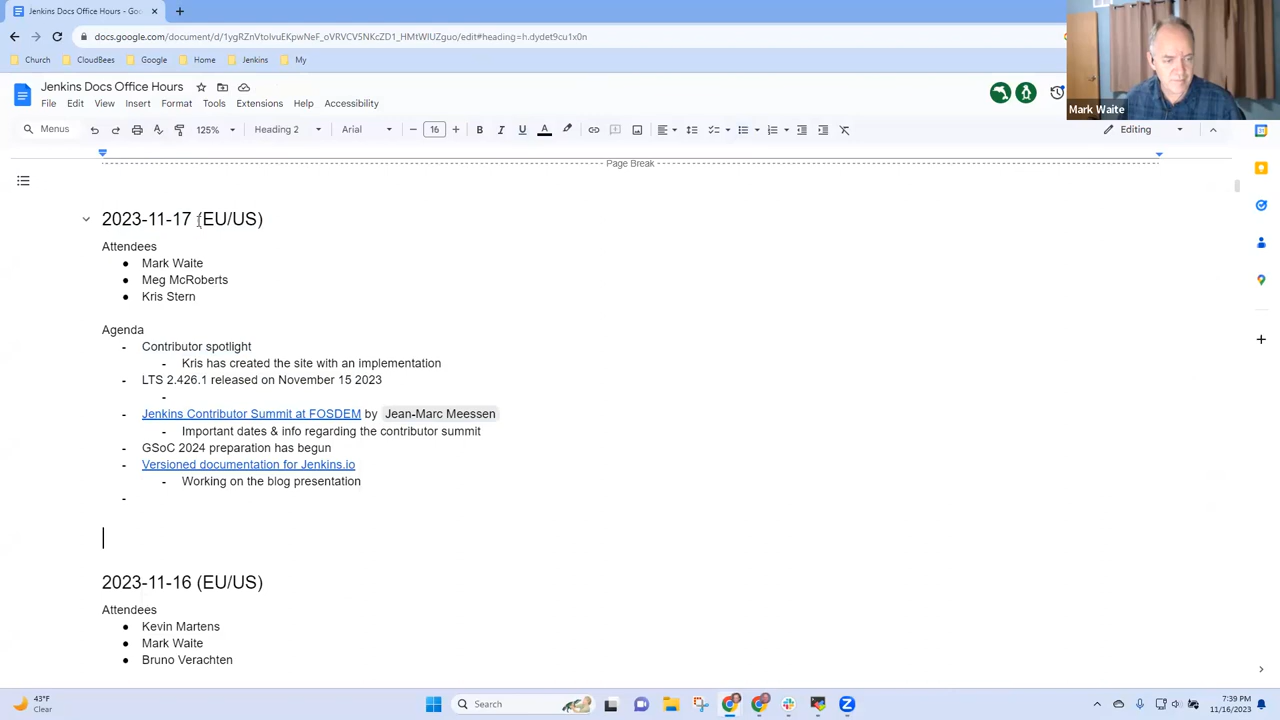 Jenkins Docs Office Hours - Goo
docs.google.com/document/d/1ygRZnVtoIvuEKpwNeF_oVRVCV5NKcZD1_HMtWIUZguo/edit#heading=h.dydet9cu1x0n
Church CloudBees Google Home Jenkins My
Jenkins Docs Office Hours
File Edit View Insert Format Tools Extensions Help Accessibility
Menus 125% Heading 2 Arial 16 B I U A Editing
Mark Waite
Page Break
2023-11-17 (EU/US)
Attendees
● Mark Waite
● Meg McRoberts
● Kris Stern
Agenda
- Contributor spotlight
- Kris has created the site with an implementation
- LTS 2.426.1 released on November 15 2023
-
- Jenkins Contributor Summit at FOSDEM by Jean-Marc Meessen
- Important dates & info regarding the contributor summit
- GSoC 2024 preparation has begun
- Versioned documentation for Jenkins.io
- Working on the blog presentation
-
2023-11-16 (EU/US)
Attendees
● Kevin Martens
● Mark Waite
● Bruno Verachten
43°F
Clear
Search
7:39 PM
11/16/2023